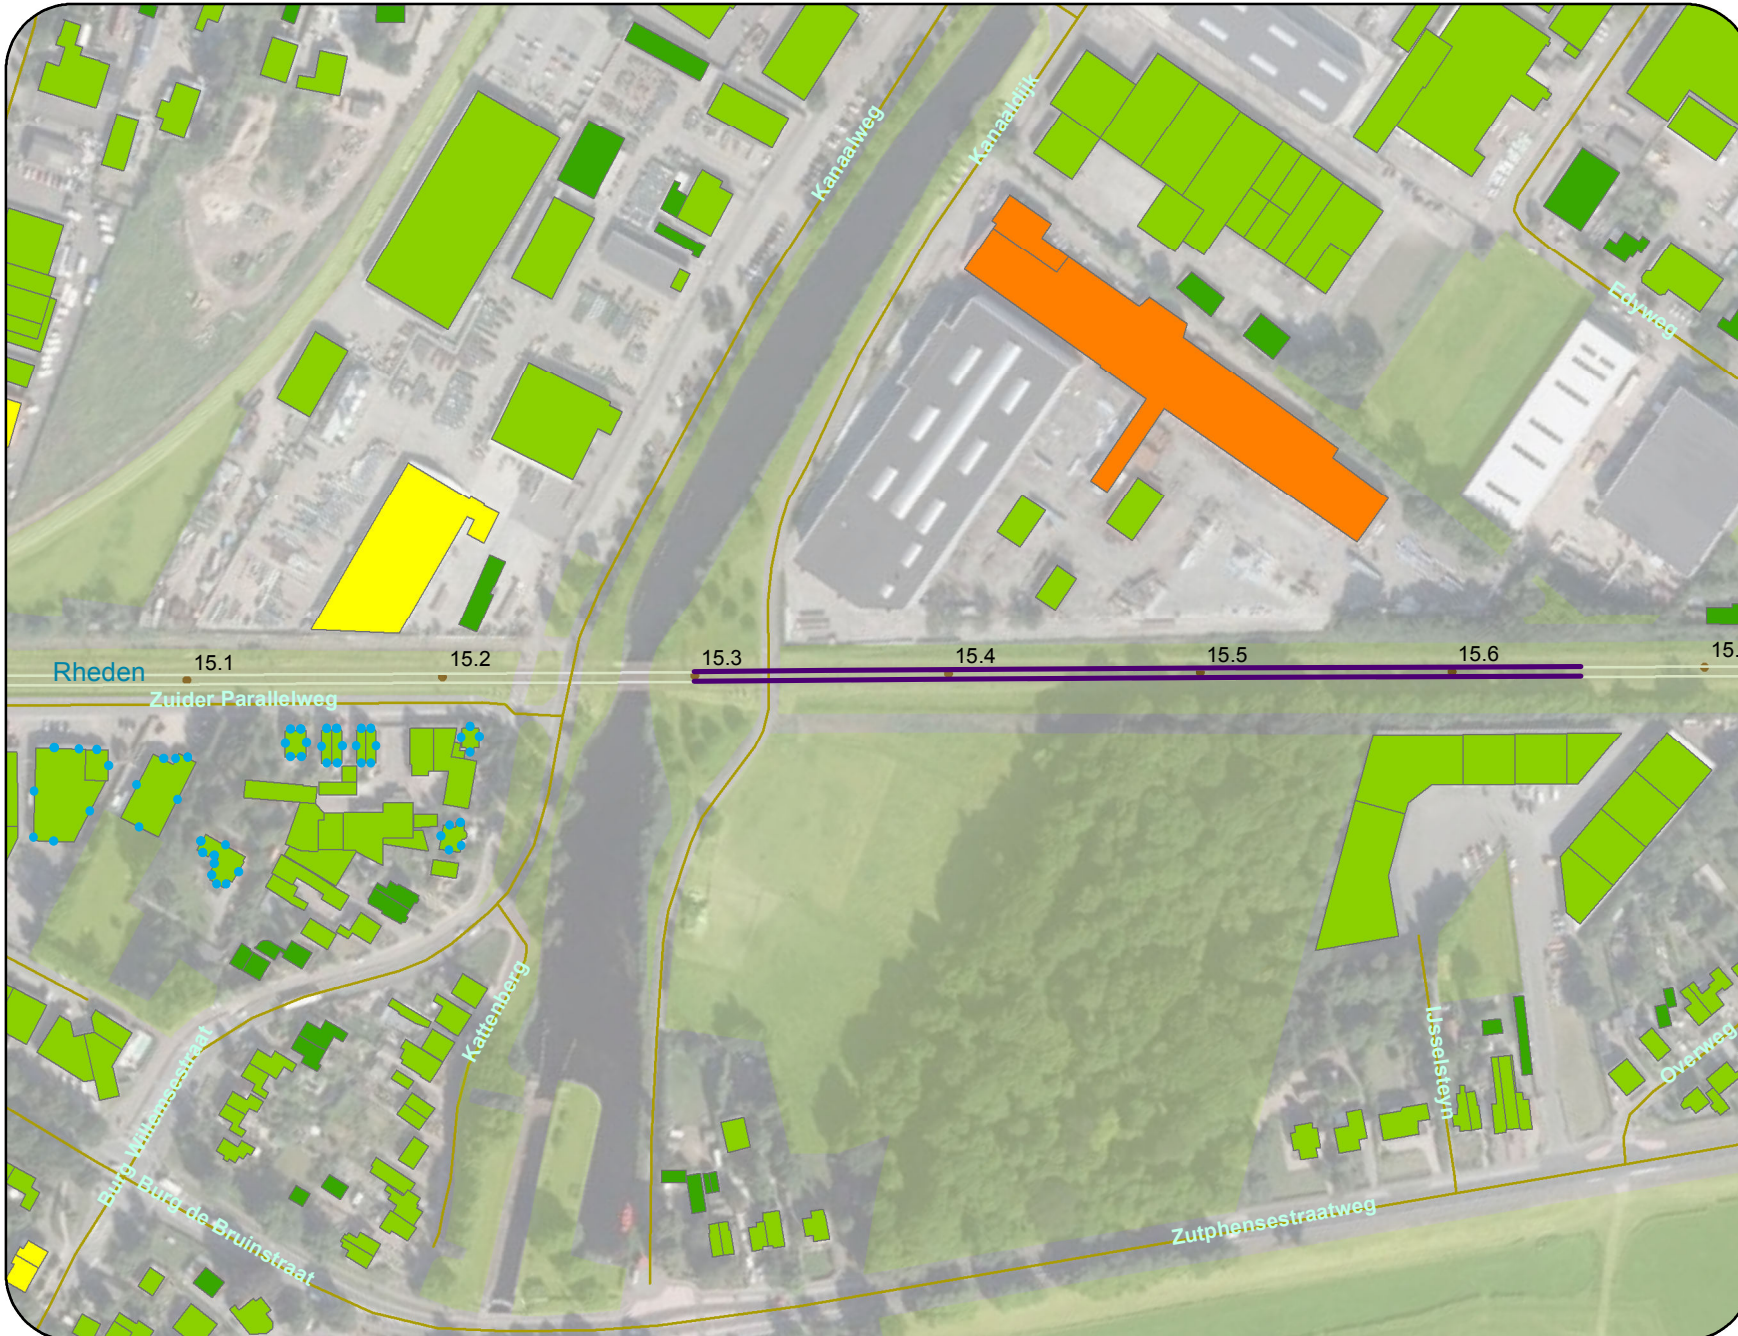 Kanaalweg
Kanaaldijk
Edyweg
15.1
15.2
15.3
15.4
15.5
15.6
15.
Rheden
Zuider Parallelweg
Kattenberg
IJsselsteyn
Overweg
Burg Willemsestraat
Burg de Bruinstraat
Zutphensestraatweg